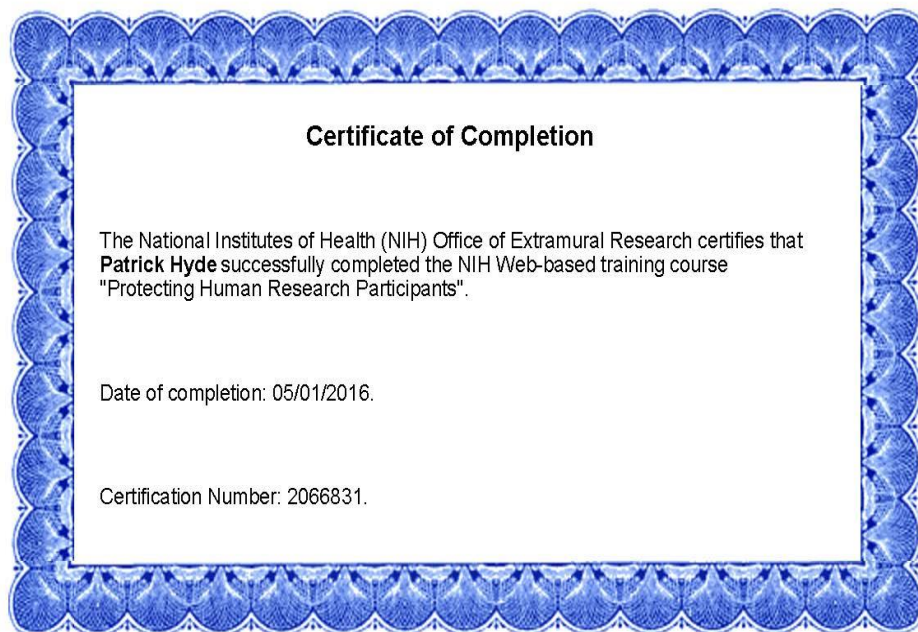 Certificate of Completion
The National Institutes of Health (NIH) Office of Extramural Research certifies that
Patrick Hyde successfully completed the NIH Web-based training course
"Protecting Human Research Participants".
Date of completion: 05/01/2016.
Certification Number: 2066831.